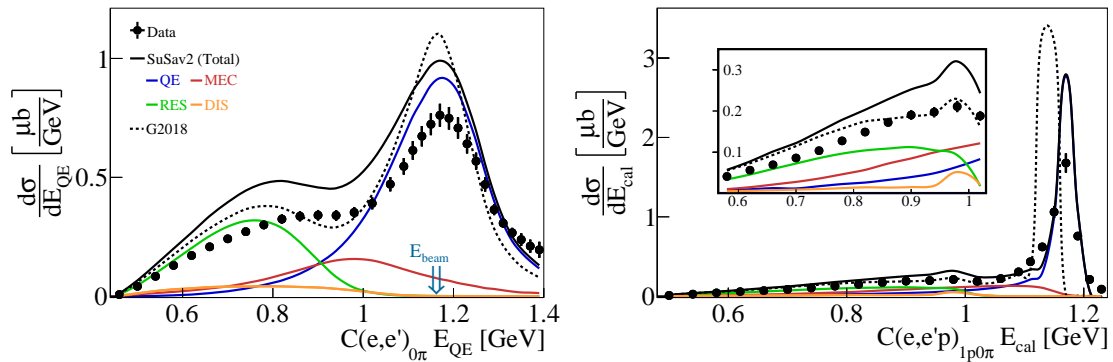 Data
SuSav2 (Total)
QE MEC
RES DIS
G2018
dσ/dE_QE [μb/GeV]
1
0.5
0
E_beam
0.6 0.8 1 1.2 1.4
C(e,e')_0π E_QE [GeV]
dσ/dE_cal [μb/GeV]
3
2
1
0
0.3
0.2
0.1
0.6 0.7 0.8 0.9 1
0.6 0.8 1.0 1.2
C(e,e'p)_1p0π E_cal [GeV]